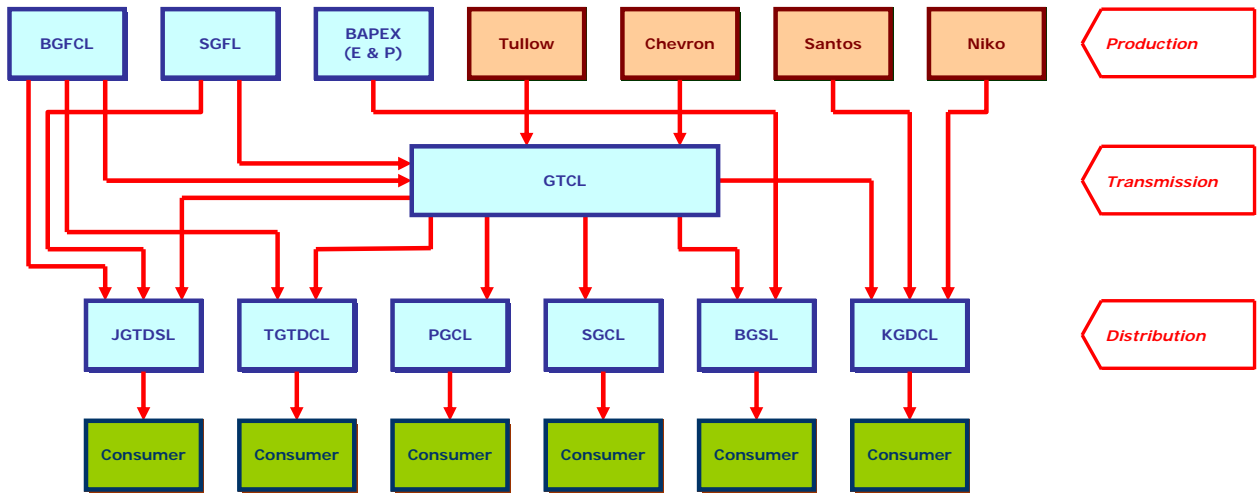 BGFCL
SGFL
BAPEX
(E & P)
Tullow
Chevron
Santos
Niko
Production
GTCL
Transmission
JGTDSL
TGTDCL
PGCL
SGCL
BGSL
KGDCL
Distribution
Consumer
Consumer
Consumer
Consumer
Consumer
Consumer